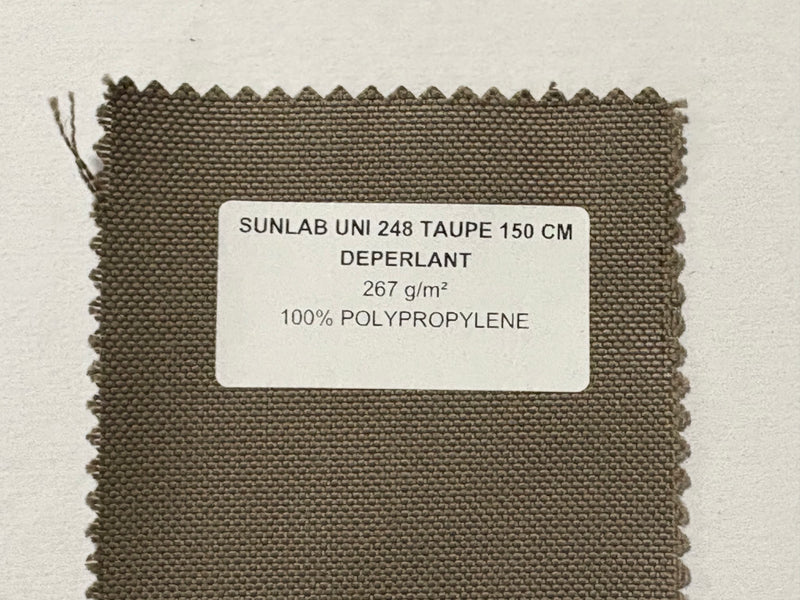 SUNLAB UNI 248 TAUPE 150 CM
DEPERLANT
267 g/m²
100% POLYPROPYLENE